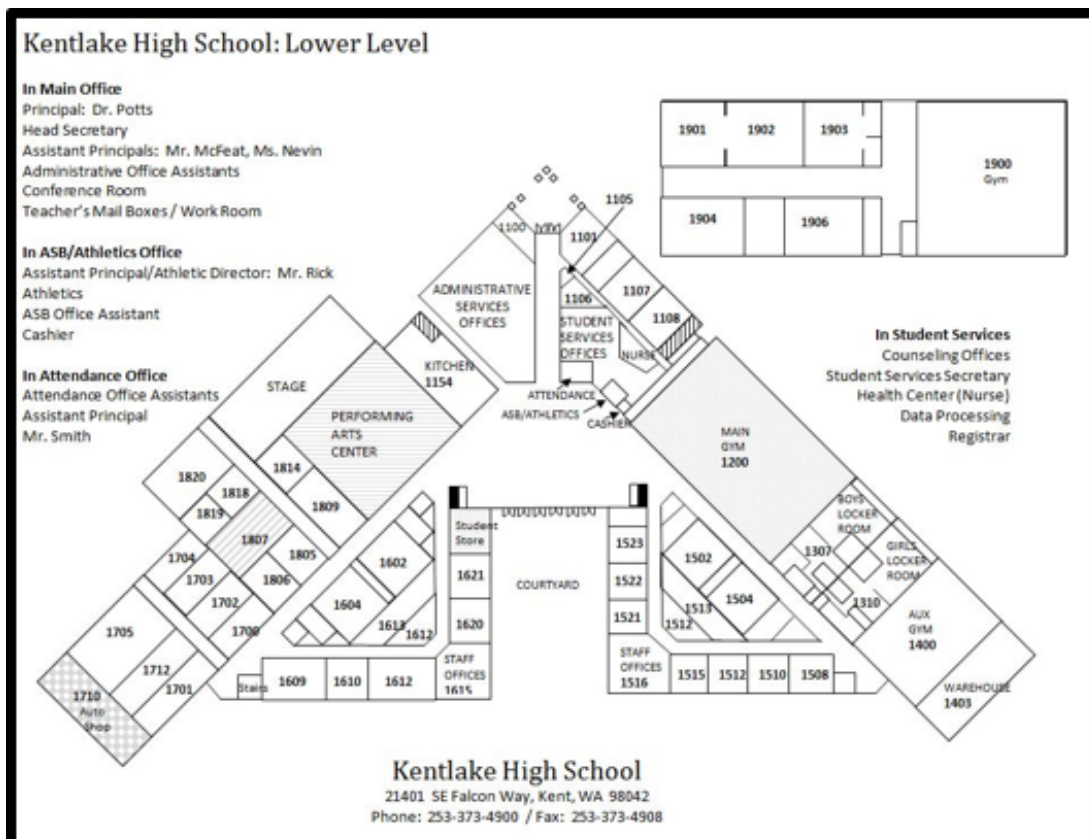 Kentlake High School: Lower Level
In Main Office
Principal: Dr. Potts
Head Secretary
Assistant Principals: Mr. McFeat, Ms. Nevin
Administrative Office Assistants
Conference Room
Teacher's Mail Boxes / Work Room
In ASB/Athletics Office
Assistant Principal/Athletic Director: Mr. Rick
Athletics
ASB Office Assistant
Cashier
In Attendance Office
Attendance Office Assistants
Assistant Principal
Mr. Smith
1901
1902
1903
1900
Gym
1904
1906
1105
1100
1101
ADMINISTRATIVE
SERVICES
OFFICES
1106
1107
1108
STUDENT
SERVICES
OFFICES
NURSE
KITCHEN
1154
ATTENDANCE
ASB/ATHLETICS
CASHIER
In Student Services
Counseling Offices
Student Services Secretary
Health Center (Nurse)
Data Processing
Registrar
STAGE
PERFORMING
ARTS
CENTER
MAIN
GYM
1200
1820
1818
1814
1819
1809
1807
1805
1806
1704
1703
1702
1700
1705
1712
1701
1710
Auto
Shop
BOYS
LOCKER
ROOM
GIRLS
LOCKER
ROOM
1307
1310
AUX
GYM
1400
WAREHOUSE
1403
Student
Store
1621
1620
STAFF
OFFICES
1615
1602
1604
1613
1612
Stairs
1609
1610
1612
COURTYARD
1523
1522
1521
STAFF
OFFICES
1516
1502
1504
1513
1512
1515
1512
1510
1508
Kentlake High School
21401 SE Falcon Way, Kent, WA 98042
Phone: 253-373-4900 / Fax: 253-373-4908